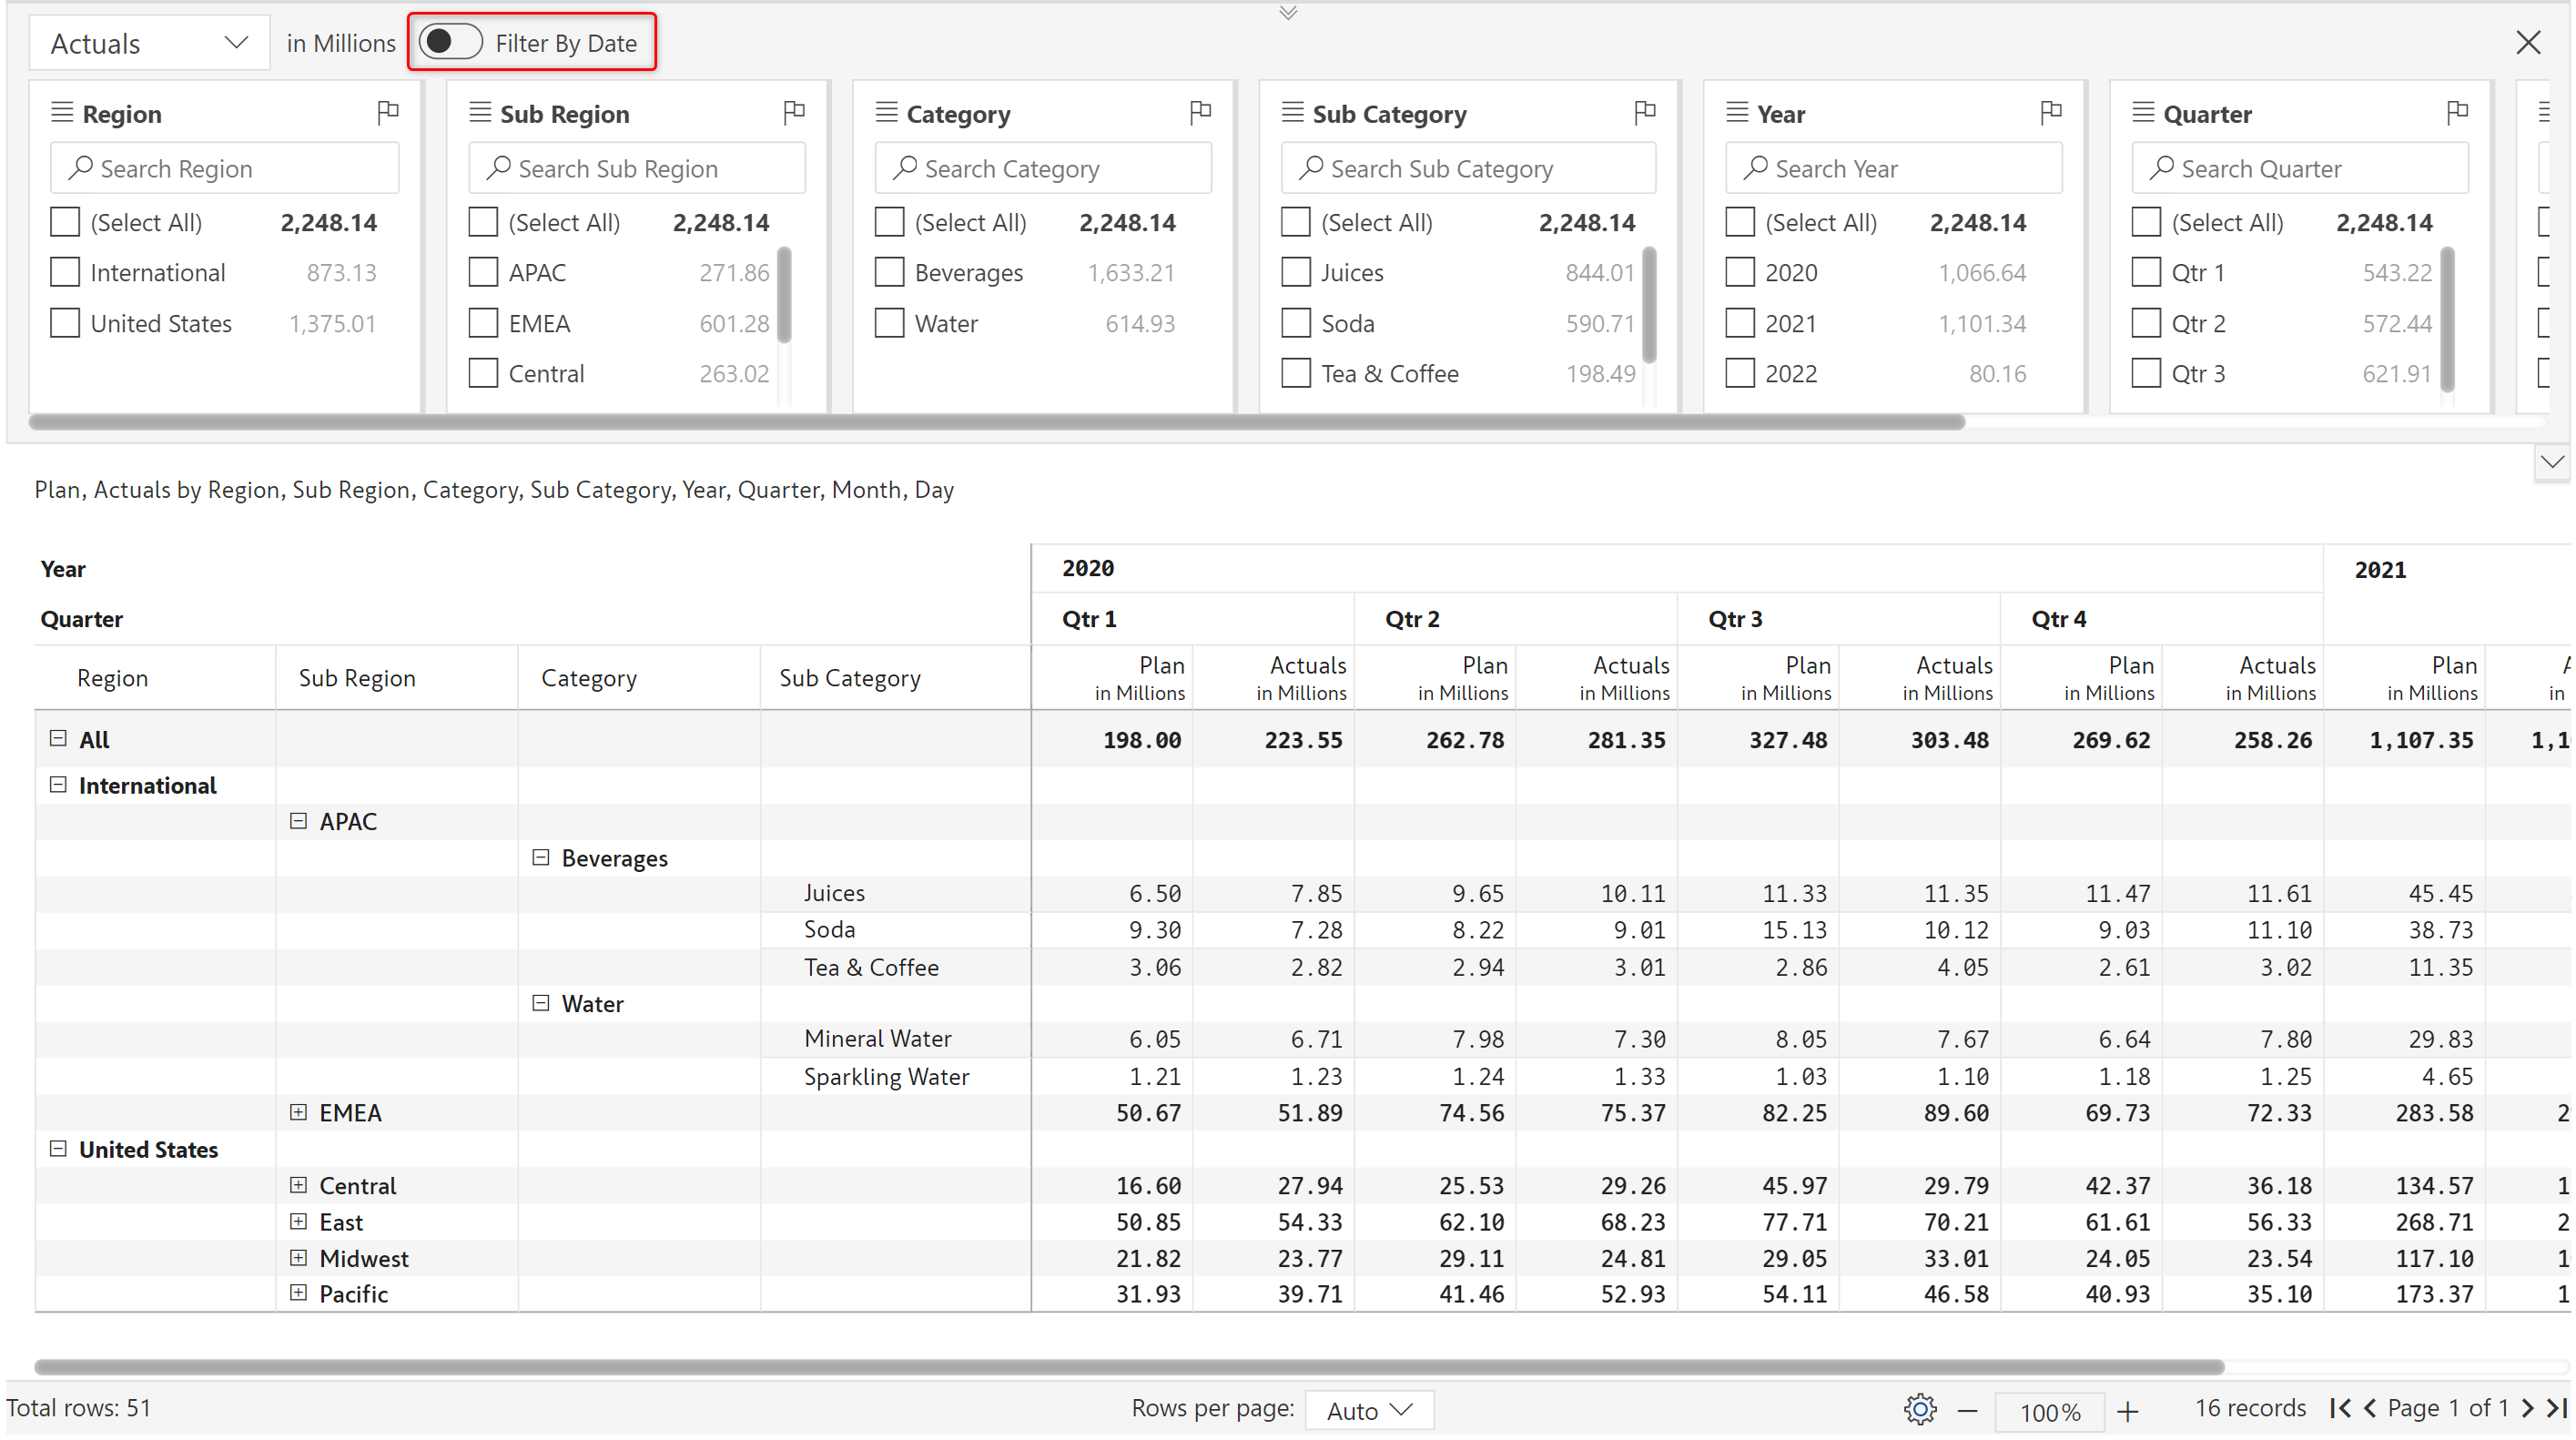 Actuals in Millions Filter By Date
Region Sub Region Category Sub Category Year Quarter
Search Region Search Sub Region Search Category Search Sub Category Search Year Search Quarter
(Select All) 2,248.14 (Select All) 2,248.14 (Select All) 2,248.14 (Select All) 2,248.14 (Select All) 2,248.14 (Select All) 2,248.14
International 873.13 APAC 271.86 Beverages 1,633.21 Juices 844.01 2020 1,066.64 Qtr 1 543.22
United States 1,375.01 EMEA 601.28 Water 614.93 Soda 590.71 2021 1,101.34 Qtr 2 572.44
Central 263.02 Tea & Coffee 198.49 2022 80.16 Qtr 3 621.91
Plan, Actuals by Region, Sub Region, Category, Sub Category, Year, Quarter, Month, Day
Year 2020 2021
Quarter Qtr 1 Qtr 2 Qtr 3 Qtr 4
Region Sub Region Category Sub Category Plan Actuals Plan Actuals Plan Actuals Plan Actuals Plan A
in Millions in Millions in Millions in Millions in Millions in Millions in Millions in Millions in Millions in
All 198.00 223.55 262.78 281.35 327.48 303.48 269.62 258.26 1,107.35 1,1
International
APAC
Beverages
Juices 6.50 7.85 9.65 10.11 11.33 11.35 11.47 11.61 45.45
Soda 9.30 7.28 8.22 9.01 15.13 10.12 9.03 11.10 38.73
Tea & Coffee 3.06 2.82 2.94 3.01 2.86 4.05 2.61 3.02 11.35
Water
Mineral Water 6.05 6.71 7.98 7.30 8.05 7.67 6.64 7.80 29.83
Sparkling Water 1.21 1.23 1.24 1.33 1.03 1.10 1.18 1.25 4.65
EMEA 50.67 51.89 74.56 75.37 82.25 89.60 69.73 72.33 283.58 2
United States
Central 16.60 27.94 25.53 29.26 45.97 29.79 42.37 36.18 134.57 1
East 50.85 54.33 62.10 68.23 77.71 70.21 61.61 56.33 268.71 2
Midwest 21.82 23.77 29.11 24.81 29.05 33.01 24.05 23.54 117.10 1
Pacific 31.93 39.71 41.46 52.93 54.11 46.58 40.93 35.10 173.37 1
Total rows: 51 Rows per page: Auto 100% 16 records Page 1 of 1